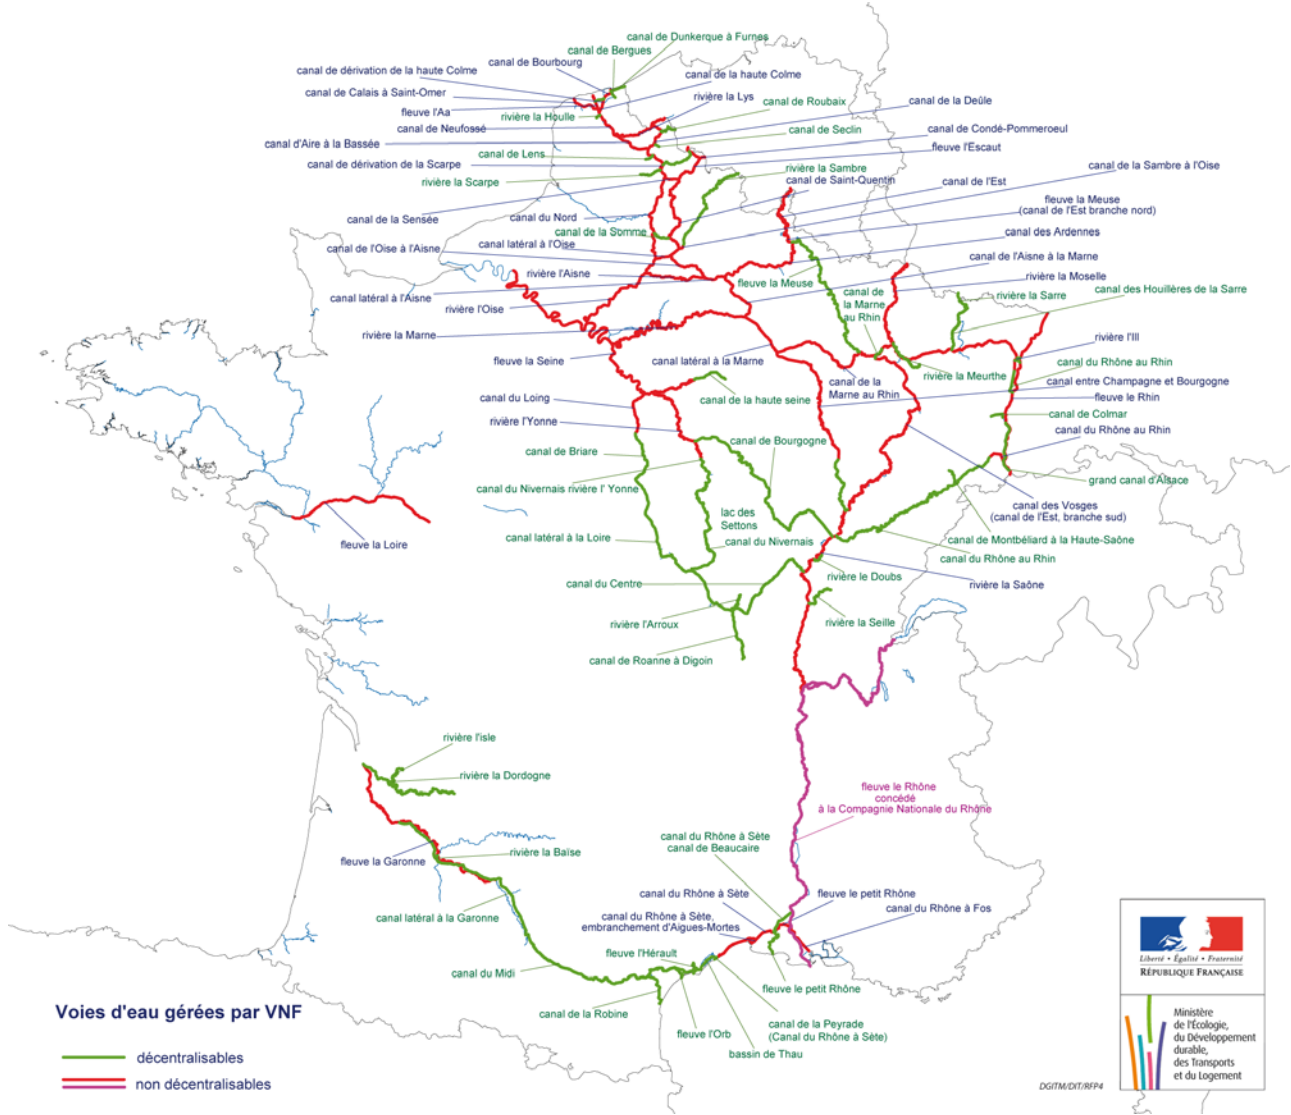 canal de Dunkerque à Furnes
canal de Bergues
canal de Bourbourg
canal de dérivation de la haute Colme
canal de la haute Colme
canal de Calais à Saint-Omer
rivière la Lys
canal de Roubaix
canal de la Deûle
fleuve l'Aa
rivière la Houlle
canal de Neufossé
canal de Seclin
canal de Condé-Pommeroeul
canal d'Aire à la Bassée
fleuve l'Escaut
canal de Lens
canal de dérivation de la Scarpe
rivière la Sambre
canal de la Sambre à l'Oise
rivière la Scarpe
canal de Saint-Quentin
canal de l'Est
fleuve la Meuse
(canal de l'Est branche nord)
canal de la Sensée
canal du Nord
canal de la Somme
canal des Ardennes
canal de l'Oise à l'Aisne
canal latéral à l'Oise
canal de l'Aisne à la Marne
rivière l'Aisne
rivière la Moselle
fleuve la Meuse
canal des Houillères de la Sarre
canal latéral à l'Aisne
canal de
la Marne
au Rhin
rivière la Sarre
rivière l'Oise
rivière la Marne
rivière l'Ill
fleuve la Seine
canal latéral à la Marne
canal du Rhône au Rhin
rivière la Meurthe
canal de la
Marne au Rhin
canal entre Champagne et Bourgogne
canal du Loing
canal de la haute seine
fleuve le Rhin
canal de Colmar
rivière l'Yonne
canal du Rhône au Rhin
canal de Bourgogne
canal de Briare
grand canal d'Alsace
canal du Nivernais rivière l' Yonne
canal des Vosges
(canal de l'Est, branche sud)
lac des
Settons
canal latéral à la Loire
canal du Nivernais
canal de Montbéliard à la Haute-Saône
fleuve la Loire
canal du Rhône au Rhin
canal du Centre
rivière le Doubs
rivière la Saône
rivière l'Arroux
rivière la Seille
canal de Roanne à Digoin
rivière l'isle
rivière la Dordogne
fleuve le Rhône
concédé
à la Compagnie Nationale du Rhône
canal du Rhône à Sète
canal de Beaucaire
rivière la Baïse
fleuve la Garonne
canal du Rhône à Sète
fleuve le petit Rhône
canal du Rhône à Fos
canal latéral à la Garonne
canal du Rhône à Sète,
embranchement d'Aigues-Mortes
fleuve l'Hérault
canal du Midi
fleuve le petit Rhône
canal de la Robine
canal de la Peyrade
(Canal du Rhône à Sète)
fleuve l'Orb
bassin de Thau
Voies d'eau gérées par VNF
décentralisables
non décentralisables
Liberté • Égalité • Fraternité
RÉPUBLIQUE FRANÇAISE
Ministère
de l'Écologie,
du Développement
durable,
des Transports
et du Logement
DGITM/DIT/RFP4